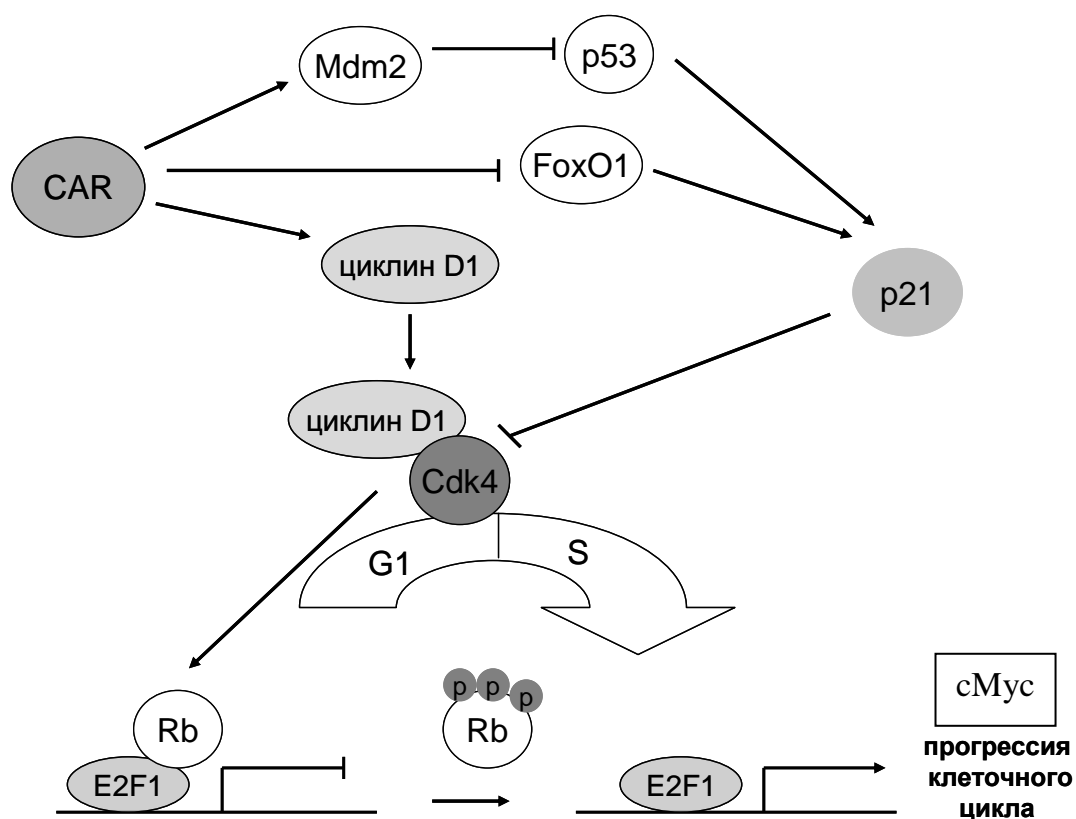 Mdm2
p53
CAR
FoxO1
циклин D1
p21
циклин D1
Cdk4
G1
S
p p p
Rb
Rb
E2F1
E2F1
cMyc
прогрессия
клеточного
цикла